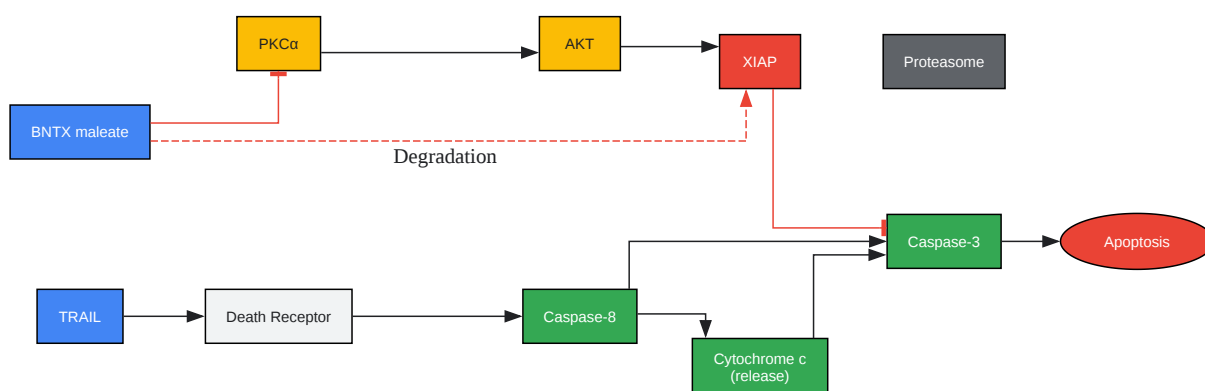 PKCα
AKT
XIAP
Proteasome
BNTX maleate
Degradation
Caspase-3
Apoptosis
TRAIL
Death Receptor
Caspase-8
Cytochrome c
(release)